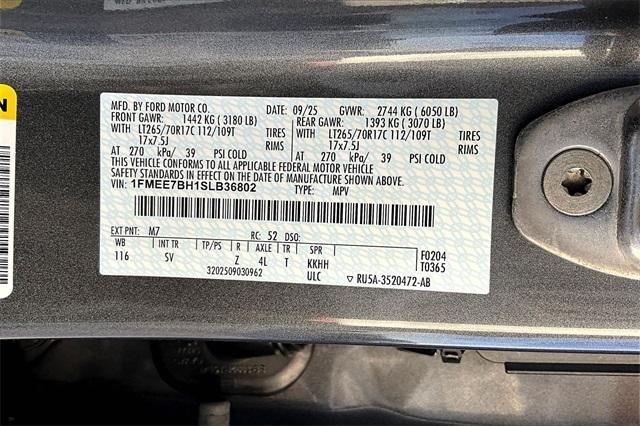 MFD. BY FORD MOTOR CO. 09/25 GVWR: 2744 KG ( 6050 LB)
FRONT GAWR: 1442 KG ( 3180 LB) REAR GAWR: 1393 KG ( 3070 LB)
WITH LT265/70R17C 112/109T TIRES WITH LT265/70R17C 112/109T TIRES
17x7.5J RIMS 17x7.5J RIMS
AT 270 kPa/ 39 PSI COLD AT 270 kPa/ 39 PSI COLD
THIS VEHICLE CONFORMS TO ALL APPLICABLE FEDERAL MOTOR VEHICLE
SAFETY STANDARDS IN EFFECT ON THE DATE OF MANUFACTURE SHOWN ABOVE.
VIN: 1FMEE7BH1SLB36802 TYPE: MPV
EXT PNT: M7 RC: 52 DSO:
WB INT TR TP/PS R AXLE TR SPR F0204
116 SV Z 4L T KKHH T0365
3202509030962 ULC RU5A-3520472-AB